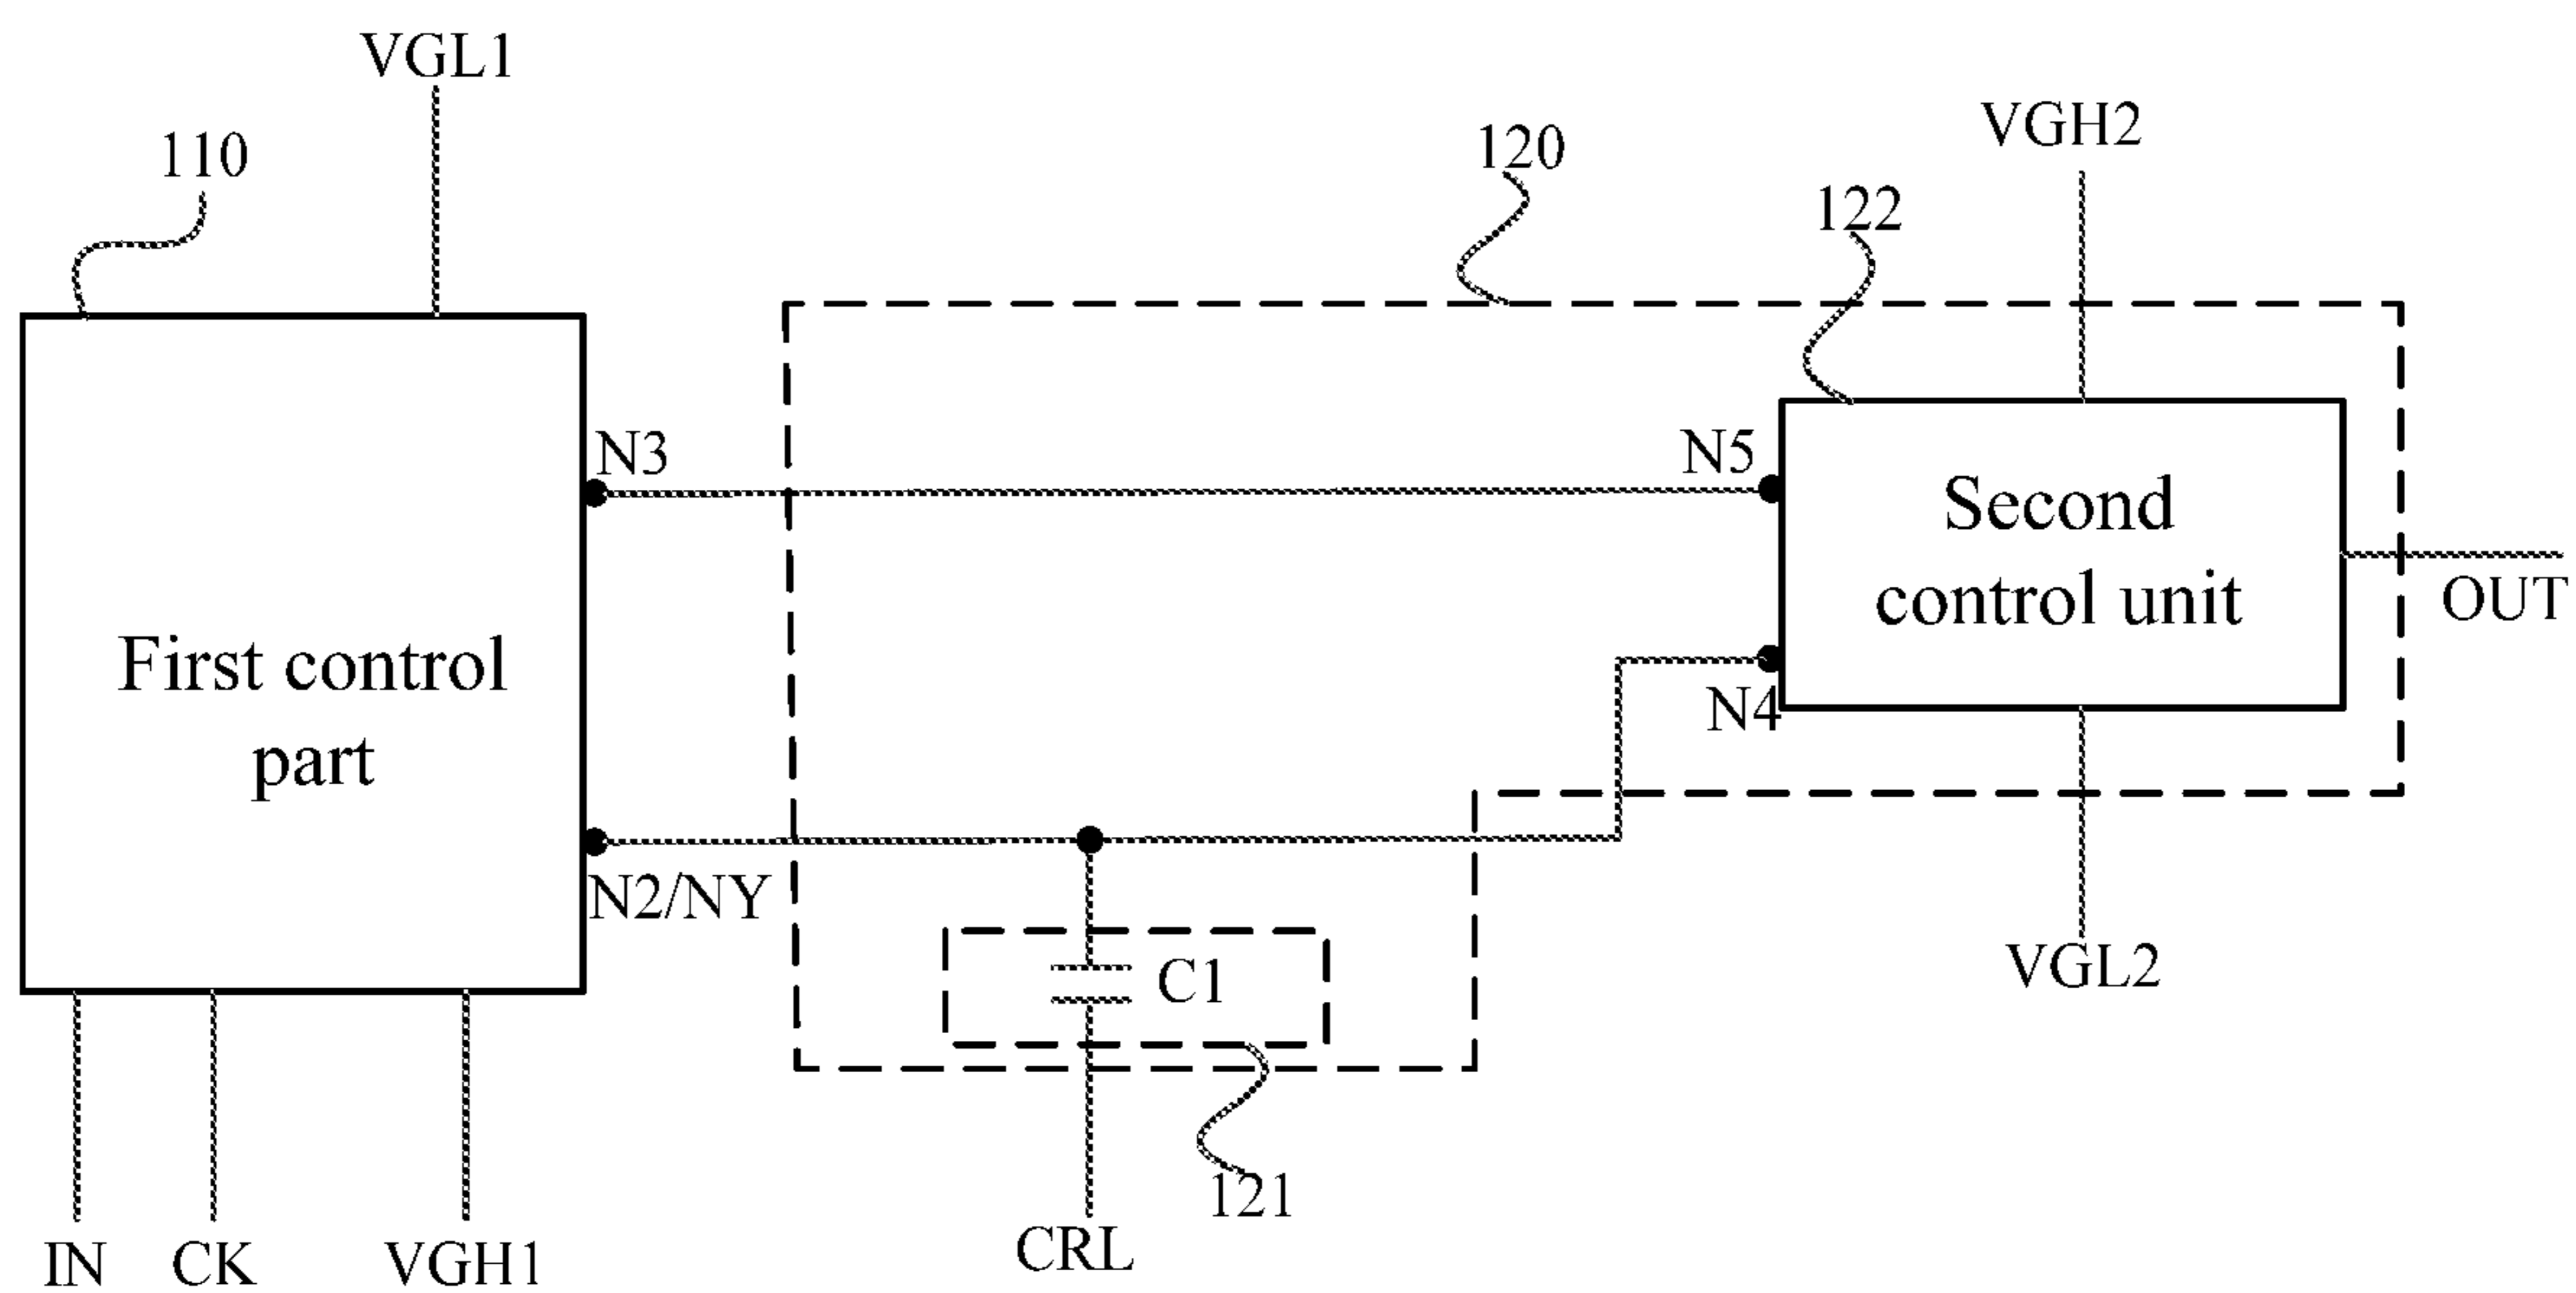 VGL1
110
120
VGH2
122
N3
N5
Second
control unit
OUT
First control
part
N4
N2/NY
C1
VGL2
121
IN
CK
VGH1
CRL